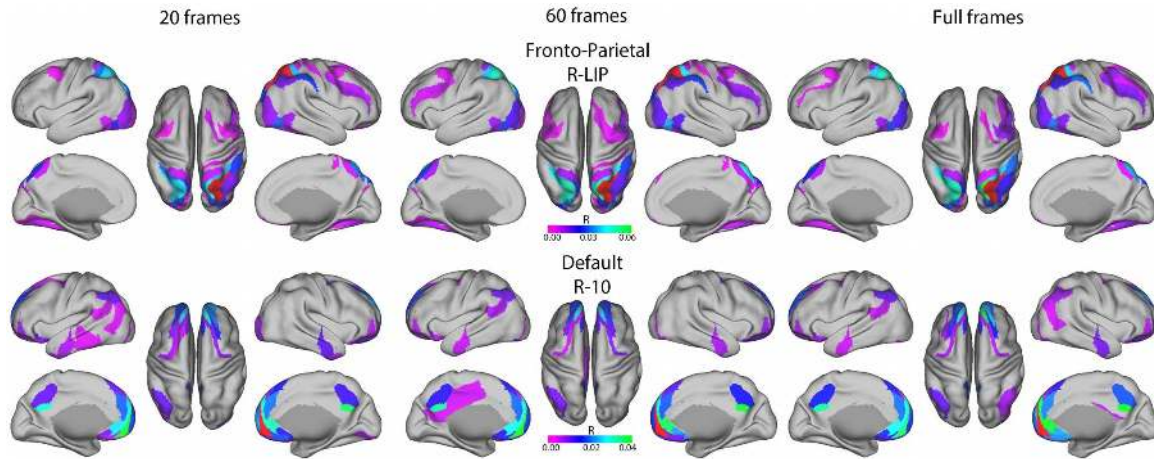 20 frames
60 frames
Full frames
Fronto-Parietal
R-LIP
R
0.00 0.03 0.06
Default
R-10
R
0.00 0.02 0.04